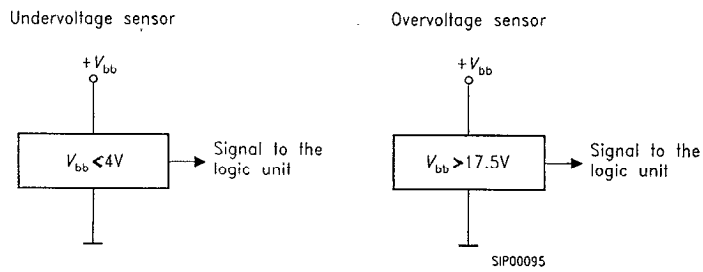 Undervoltage sensor
Overvoltage sensor
+Vbb
+Vbb
Vbb<4V
Signal to the
logic unit
Vbb>17.5V
Signal to the
logic unit
SIP00095